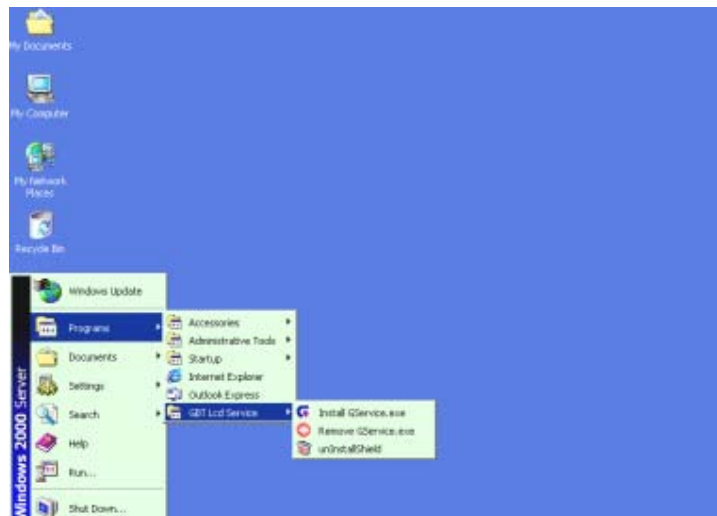 My Documents
My Computer
My Network
Places
Recycle Bin
Windows Update
Programs
Documents
Settings
Search
Help
Run...
Shut Down...
Windows 2000 Server
Accessories
Administrative Tools
Startup
Internet Explorer
Outlook Express
GBT Lcd Service
Install GService.exe
Remove GService.exe
unInstallShield